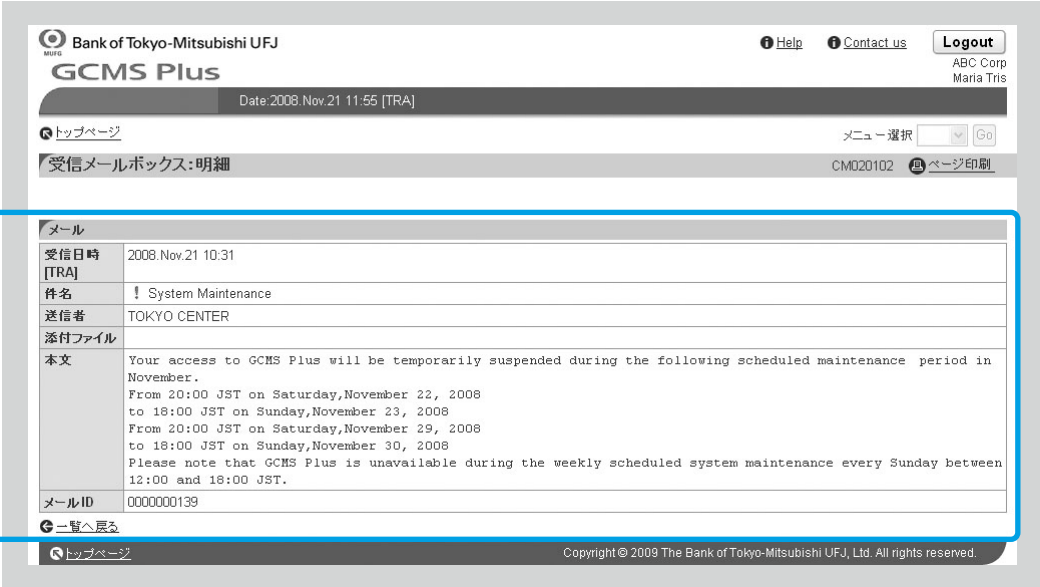 MUFG Bank of Tokyo-Mitsubishi UFJ Help Contact us Logout
GCMS Plus ABC Corp
Maria Tris
Date:2008.Nov.21 11:55 [TRA]
トップページ メニュー選択 Go
受信メールボックス:明細 CM020102 ページ印刷
メール
受信日時 2008.Nov.21 10:31
[TRA]
件名 ! System Maintenance
送信者 TOKYO CENTER
添付ファイル
本文 Your access to GCMS Plus will be temporarily suspended during the following scheduled maintenance period in
November.
From 20:00 JST on Saturday,November 22, 2008
to 18:00 JST on Sunday,November 23, 2008
From 20:00 JST on Saturday,November 29, 2008
to 18:00 JST on Sunday,November 30, 2008
Please note that GCMS Plus is unavailable during the weekly scheduled system maintenance every Sunday between
12:00 and 18:00 JST.
メールID 0000000139
一覧へ戻る
トップページ Copyright © 2009 The Bank of Tokyo-Mitsubishi UFJ, Ltd. All rights reserved.